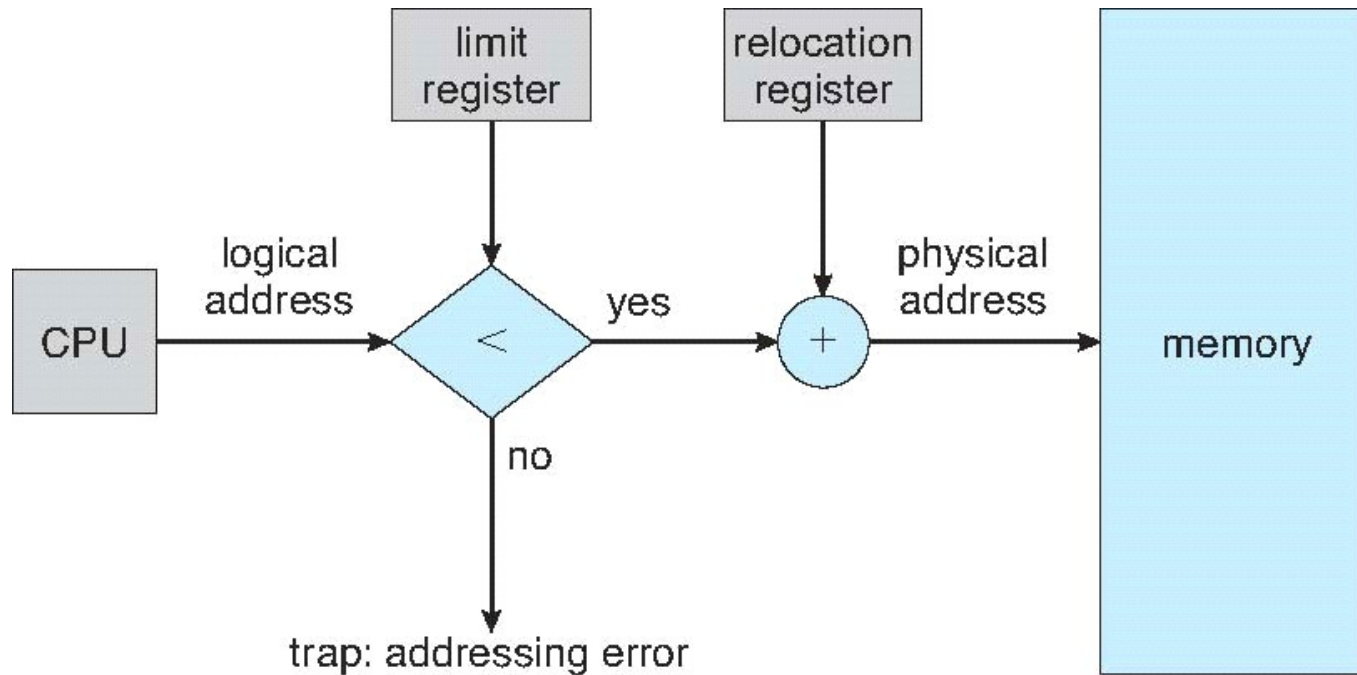 limit
register
relocation
register
logical
address
physical
address
CPU
<
yes
+
memory
no
trap: addressing error